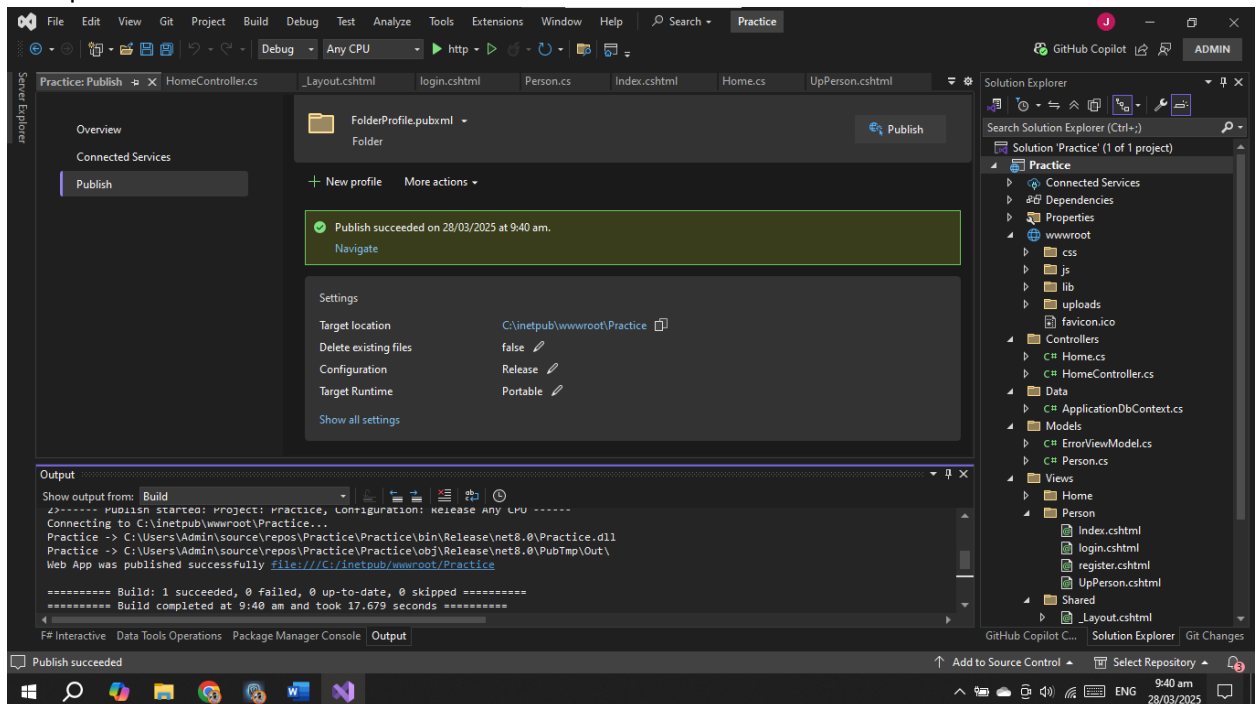 File Edit View Git Project Build Debug Test Analyze Tools Extensions Window Help Search Practice J
Debug Any CPU http GitHub Copilot ADMIN
Server Explorer
Practice: Publish HomeController.cs _Layout.cshtml login.cshtml Person.cs Index.cshtml Home.cs UpPerson.cshtml
Overview
Connected Services
Publish
FolderProfile.pubxml
Folder
Publish
New profile More actions
Publish succeeded on 28/03/2025 at 9:40 am.
Navigate
Settings
Target location C:\inetpub\wwwroot\Practice
Delete existing files false
Configuration Release
Target Runtime Portable
Show all settings
Solution Explorer
Search Solution Explorer (Ctrl+;)
Solution 'Practice' (1 of 1 project)
Practice
Connected Services
Dependencies
Properties
wwwroot
css
js
lib
uploads
favicon.ico
Controllers
C# Home.cs
C# HomeController.cs
Data
C# ApplicationDbContext.cs
Models
C# ErrorViewModel.cs
C# Person.cs
Views
Home
Person
Index.cshtml
login.cshtml
register.cshtml
UpPerson.cshtml
Shared
_Layout.cshtml
GitHub Copilot C... Solution Explorer Git Changes
Output
Show output from: Build
2>------ Publish started: Project: Practice, Configuration: Release Any CPU ------
Connecting to C:\inetpub\wwwroot\Practice...
Practice -> C:\Users\Admin\source\repos\Practice\Practice\bin\Release\net8.0\Practice.dll
Practice -> C:\Users\Admin\source\repos\Practice\Practice\obj\Release\net8.0\PubTmp\Out\
Web App was published successfully file:///C:/inetpub/wwwroot/Practice
========== Build: 1 succeeded, 0 failed, 0 up-to-date, 0 skipped ==========
========== Build completed at 9:40 am and took 17.679 seconds ==========
F# Interactive Data Tools Operations Package Manager Console Output
Publish succeeded Add to Source Control Select Repository 3
ENG 9:40 am
28/03/2025